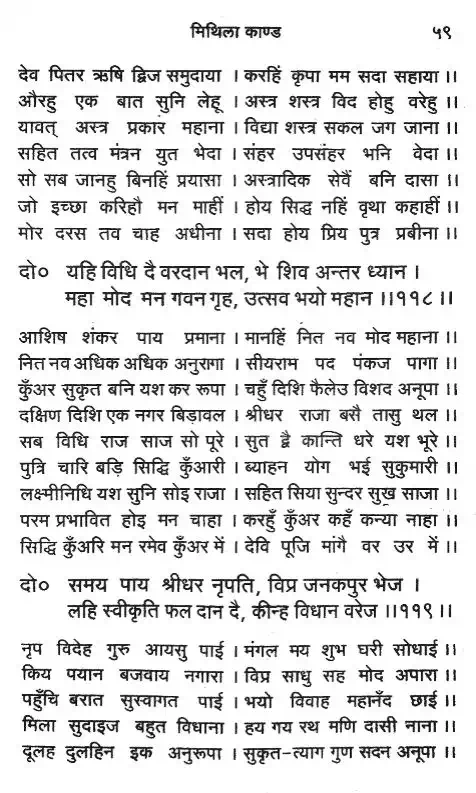 मिथिला काण्ड ५९
देव पितर ऋषि द्विज समुदाया । करहिं कृपा मम सदा सहाया ।।
औरहु एक बात सुनि लेहू । अस्त्र शस्त्र विद होहु वरेहु ।।
यावत् अस्त्र प्रकार महाना । विद्या शस्त्र सकल जग जाना ।।
सहित तत्व मंत्रन युत भेदा । संहर उपसंहर भनि वेदा ।।
सो सब जानहु बिनहिं प्रयासा । अस्त्रादिक सेवैं बनि दासा ।।
जो इच्छा करिहौ मन माहीं । होय सिद्ध नहिं वृथा कहाहीं ।।
मोर दरस तव चाह अधीना । सदा होय प्रिय पुत्र प्रबीना ।।
दो० यहि विधि दै वरदान भल, भे शिव अन्तर ध्यान ।
महा मोद मन गवन गृह, उत्सव भयो महान ।।११८।।
आशिष शंकर पाय प्रमाना । मानहिं नित नव मोद महाना ।।
नित नव अधिक अधिक अनुरागा । सीयराम पद पंकज पागा ।।
कुँअर सुकृत बनि यश कर रूपा । चहुँ दिशि फैलेउ विशद अनूपा ।।
दक्षिण दिशि एक नगर बिड़ावल । श्रीधर राजा बसै तासु थल ।।
सब विधि राज साज सो पूरे । सुत द्वै कान्ति धरे यश भूरे ।।
पुत्रि चारि बड़ि सिद्धि कुँआरी । ब्याहन योग भई सुकुमारी ।।
लक्ष्मीनिधि यश सुनि सोइ राजा । सहित सिया सुन्दर सुख साजा ।।
परम प्रभावित होइ मन चाहा । करहुँ कुँअर कहँ कन्या नाहा ।।
सिद्धि कुँअरि मन रमेव कुँअर में । देवि पूजि मांगै वर उर में ।।
दो० समय पाय श्रीधर नृपति, विप्र जनकपुर भेज ।
लहि स्वीकृति फल दान दै, कीन्ह विधान वरेज ।।११९।।
नृप विदेह गुरु आयसु पाई । मंगल मय शुभ घरी सोधाई ।।
किय पयान बजवाय नगारा । विप्र साधु सह मोद अपारा ।।
पहुँचि बरात सुस्वागत पाई । भयो विवाह महानँद छाई ।।
मिला सुदाइज बहुत विधाना । हय गय रथ मणि दासी नाना ।।
दूलह दुलहिन इक अनुरूपा । सुकृत-त्याग गुण सदन अनूपा ।।